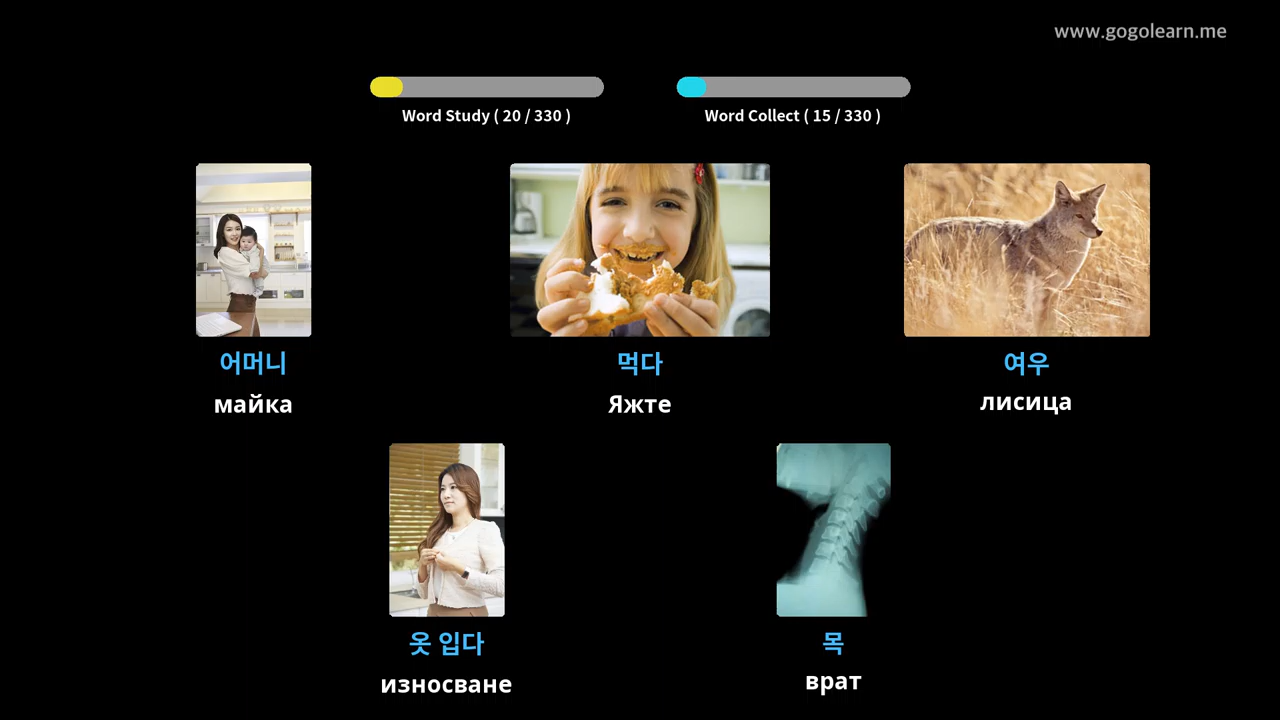 www.gogolearn.me
Word Study ( 20 / 330 )
Word Collect ( 15 / 330 )
어머니
майка
먹다
Яжте
여우
лисица
옷 입다
износване
목
врат